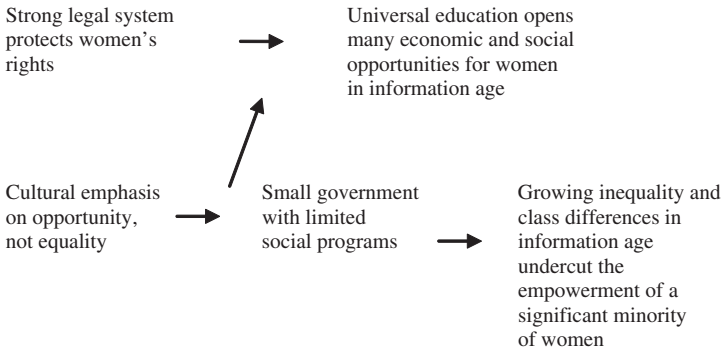 Strong legal system
protects women's
rights
Universal education opens
many economic and social
opportunities for women
in information age
Cultural emphasis
on opportunity,
not equality
Small government
with limited
social programs
Growing inequality and
class differences in
information age
undercut the
empowerment of a
significant minority
of women